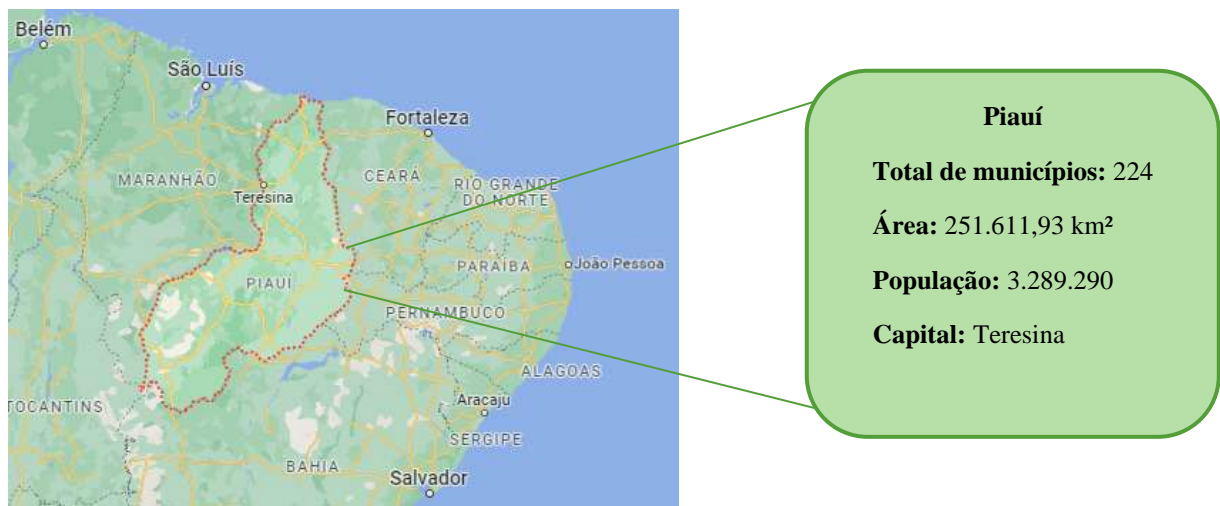 Belém
São Luís
Fortaleza
MARANHÃO
CEARÁ
Teresina
RIO GRANDE
DO NORTE
PARAÍBA
João Pessoa
PIAUÍ
PERNAMBUCO
ALAGOAS
TOCANTINS
Aracaju
SERGIPE
BAHIA
Salvador
Piauí
Total de municípios: 224
Área: 251.611,93 km²
População: 3.289.290
Capital: Teresina